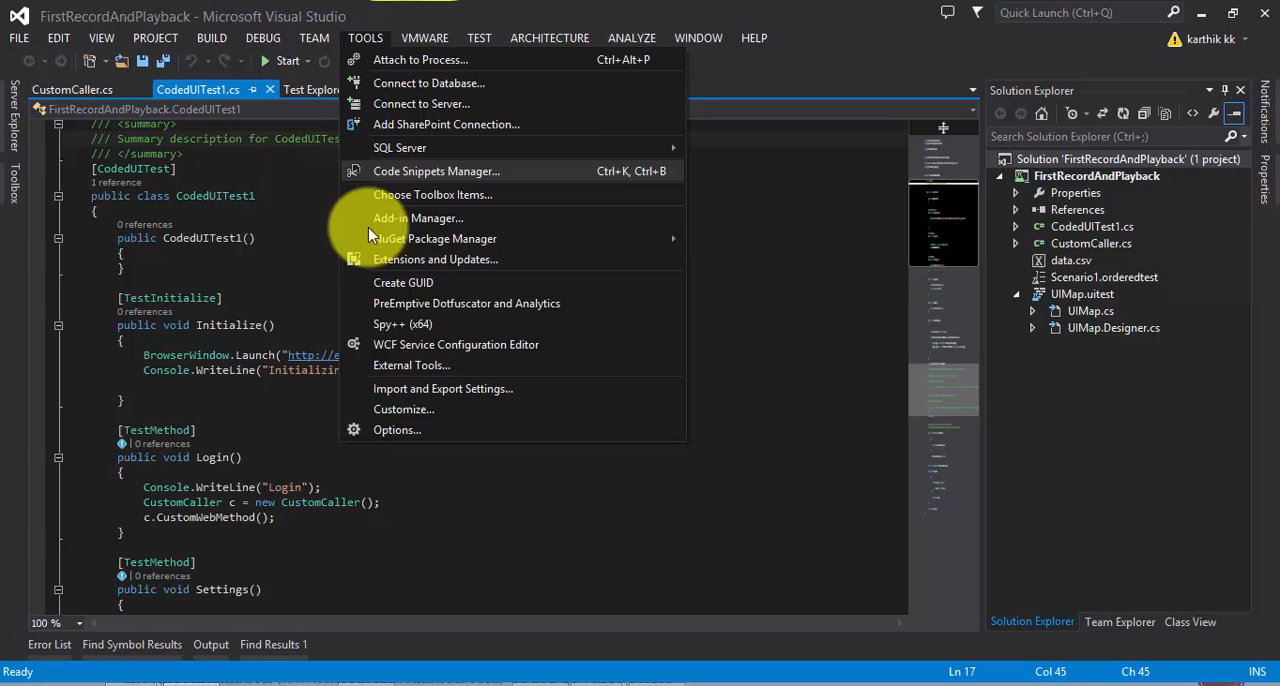 FirstRecordAndPlayback - Microsoft Visual Studio
Quick Launch (Ctrl+Q)
FILE EDIT VIEW PROJECT BUILD DEBUG TEAM TOOLS VMWARE TEST ARCHITECTURE ANALYZE WINDOW HELP
karthik kk
Start
CustomCaller.cs CodedUITest1.cs Test Explor
FirstRecordAndPlayback.CodedUITest1
Server Explorer
Toolbox
/// <summary>
/// Summary description for CodedUITes
/// </summary>
[CodedUITest]
1 reference
public class CodedUITest1
{
0 references
public CodedUITest1()
{
}
[TestInitialize]
0 references
public void Initialize()
{
BrowserWindow.Launch("http://e
Console.WriteLine("Initializin
}
[TestMethod]
0 references
public void Login()
{
Console.WriteLine("Login");
CustomCaller c = new CustomCaller();
c.CustomWebMethod();
}
[TestMethod]
0 references
public void Settings()
{
100 %
Attach to Process... Ctrl+Alt+P
Connect to Database...
Connect to Server...
Add SharePoint Connection...
SQL Server
Code Snippets Manager... Ctrl+K, Ctrl+B
Choose Toolbox Items...
Add-in Manager...
NuGet Package Manager
Extensions and Updates...
Create GUID
PreEmptive Dotfuscator and Analytics
Spy++ (x64)
WCF Service Configuration Editor
External Tools...
Import and Export Settings...
Customize...
Options...
Solution Explorer
Search Solution Explorer (Ctrl+;)
Solution 'FirstRecordAndPlayback' (1 project)
FirstRecordAndPlayback
Properties
References
CodedUITest1.cs
CustomCaller.cs
data.csv
Scenario1.orderedtest
UIMap.uitest
UIMap.cs
UIMap.Designer.cs
Solution Explorer Team Explorer Class View
Notifications
Properties
Error List Find Symbol Results Output Find Results 1
Ready Ln 17 Col 45 Ch 45 INS